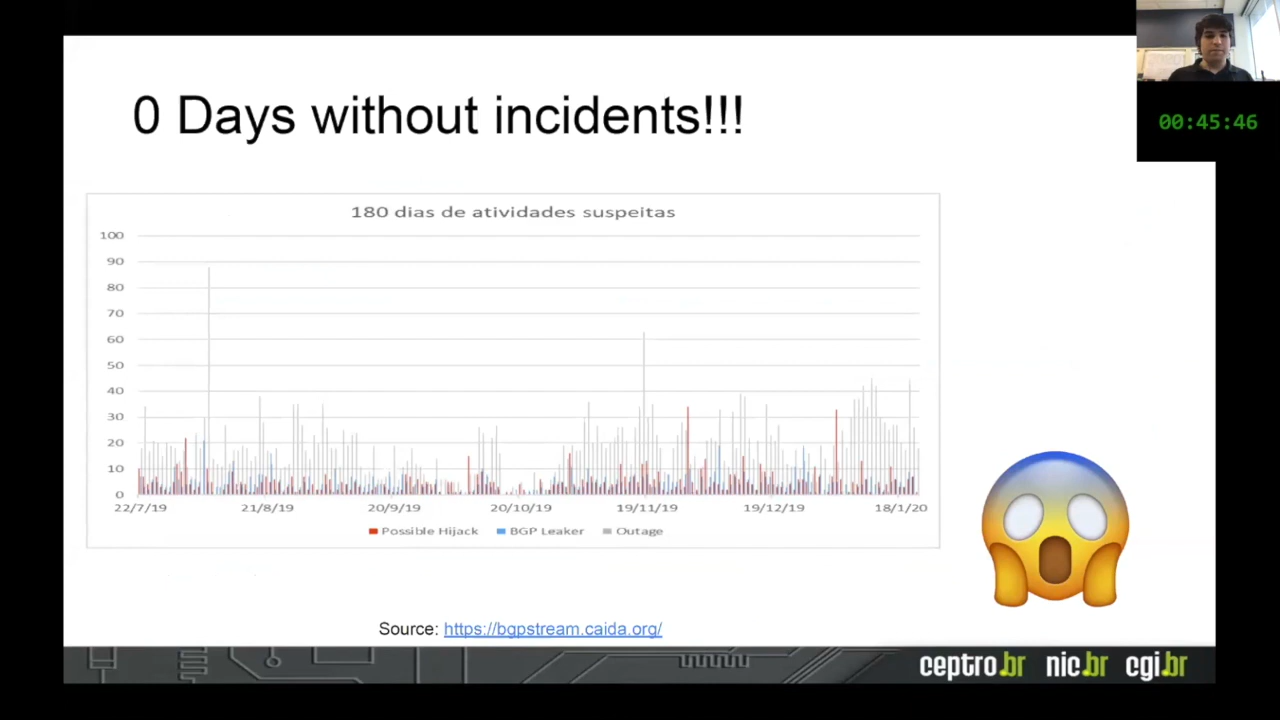 0 Days without incidents!!!
00:45:46
180 dias de atividades suspeitas
100
90
80
70
60
50
40
30
20
10
0
22/7/19 21/8/19 20/9/19 20/10/19 19/11/19 19/12/19 18/1/20
Possible Hijack BGP Leaker Outage
Source: https://bgpstream.caida.org/
ceptro.br nic.br cgi.br